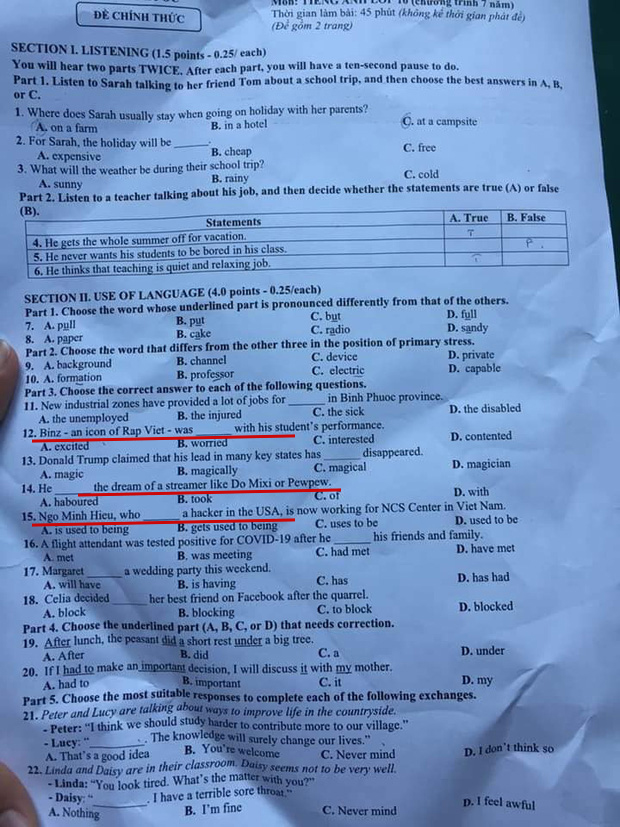 ĐỀ CHÍNH THỨC
Môn: TIẾNG ANH LỚP 10 (chương trình 7 năm)
Thời gian làm bài: 45 phút (không kể thời gian phát đề)
(Đề gồm 2 trang)
SECTION I. LISTENING (1.5 points - 0.25/ each)
You will hear two parts TWICE. After each part, you will have a ten-second pause to do.
Part 1. Listen to Sarah talking to her friend Tom about a school trip, and then choose the best answers in A, B,
or C.
1. Where does Sarah usually stay when going on holiday with her parents?
A. on a farm B. in a hotel C. at a campsite
2. For Sarah, the holiday will be ______.
A. expensive B. cheap C. free
3. What will the weather be during their school trip?
A. sunny B. rainy C. cold
Part 2. Listen to a teacher talking about his job, and then decide whether the statements are true (A) or false
(B).
Statements A. True B. False
4. He gets the whole summer off for vacation. T
5. He never wants his students to be bored in his class. F
6. He thinks that teaching is quiet and relaxing job. T
SECTION II. USE OF LANGUAGE (4.0 points - 0.25/each)
Part 1. Choose the word whose underlined part is pronounced differently from that of the others.
7. A. pull B. put C. but D. full
8. A. paper B. cake C. radio D. sandy
Part 2. Choose the word that differs from the other three in the position of primary stress.
9. A. background B. channel C. device D. private
10. A. formation B. professor C. electric D. capable
Part 3. Choose the correct answer to each of the following questions.
11. New industrial zones have provided a lot of jobs for ______ in Binh Phuoc province.
A. the unemployed B. the injured C. the sick D. the disabled
12. Binz - an icon of Rap Viet - was ______ with his student's performance.
A. excited B. worried C. interested D. contented
13. Donald Trump claimed that his lead in many key states has ______ disappeared.
A. magic B. magically C. magical D. magician
14. He ______ the dream of a streamer like Do Mixi or Pewpew.
A. haboured B. took C. of D. with
15. Ngo Minh Hieu, who ______ a hacker in the USA, is now working for NCS Center in Viet Nam.
A. is used to being B. gets used to being C. uses to be D. used to be
16. A flight attendant was tested positive for COVID-19 after he ______ his friends and family.
A. met B. was meeting C. had met D. have met
17. Margaret ______ a wedding party this weekend.
A. will have B. is having C. has D. has had
18. Celia decided ______ her best friend on Facebook after the quarrel.
A. block B. blocking C. to block D. blocked
Part 4. Choose the underlined part (A, B, C, or D) that needs correction.
19. After lunch, the peasant did a short rest under a big tree.
A. After B. did C. a D. under
20. If I had to make an important decision, I will discuss it with my mother.
A. had to B. important C. it D. my
Part 5. Choose the most suitable responses to complete each of the following exchanges.
21. Peter and Lucy are talking about ways to improve life in the countryside.
- Peter: "I think we should study harder to contribute more to our village."
- Lucy: "______. The knowledge will surely change our lives."
A. That's a good idea B. You're welcome C. Never mind D. I don't think so
22. Linda and Daisy are in their classroom. Daisy seems not to be very well.
- Linda: "You look tired. What's the matter with you?"
- Daisy: "______. I have a terrible sore throat."
A. Nothing B. I'm fine C. Never mind D. I feel awful